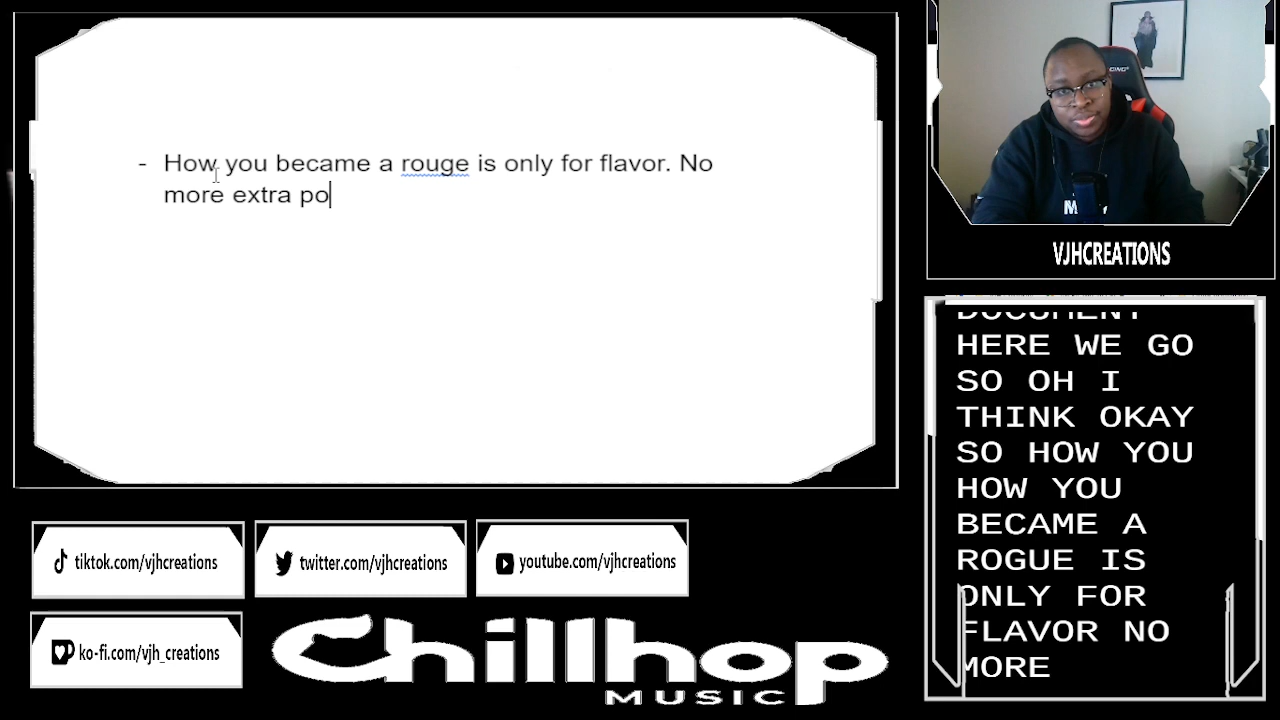 - How you became a rouge is only for flavor. No
more extra po
VJHCREATIONS
HERE WE GO
SO OH I
THINK OKAY
SO HOW YOU
HOW YOU
BECAME A
ROGUE IS
ONLY FOR
FLAVOR NO
MORE
tiktok.com/vjhcreations
twitter.com/vjhcreations
youtube.com/vjhcreations
ko-fi.com/vjh_creations
Chillhop
MUSIC